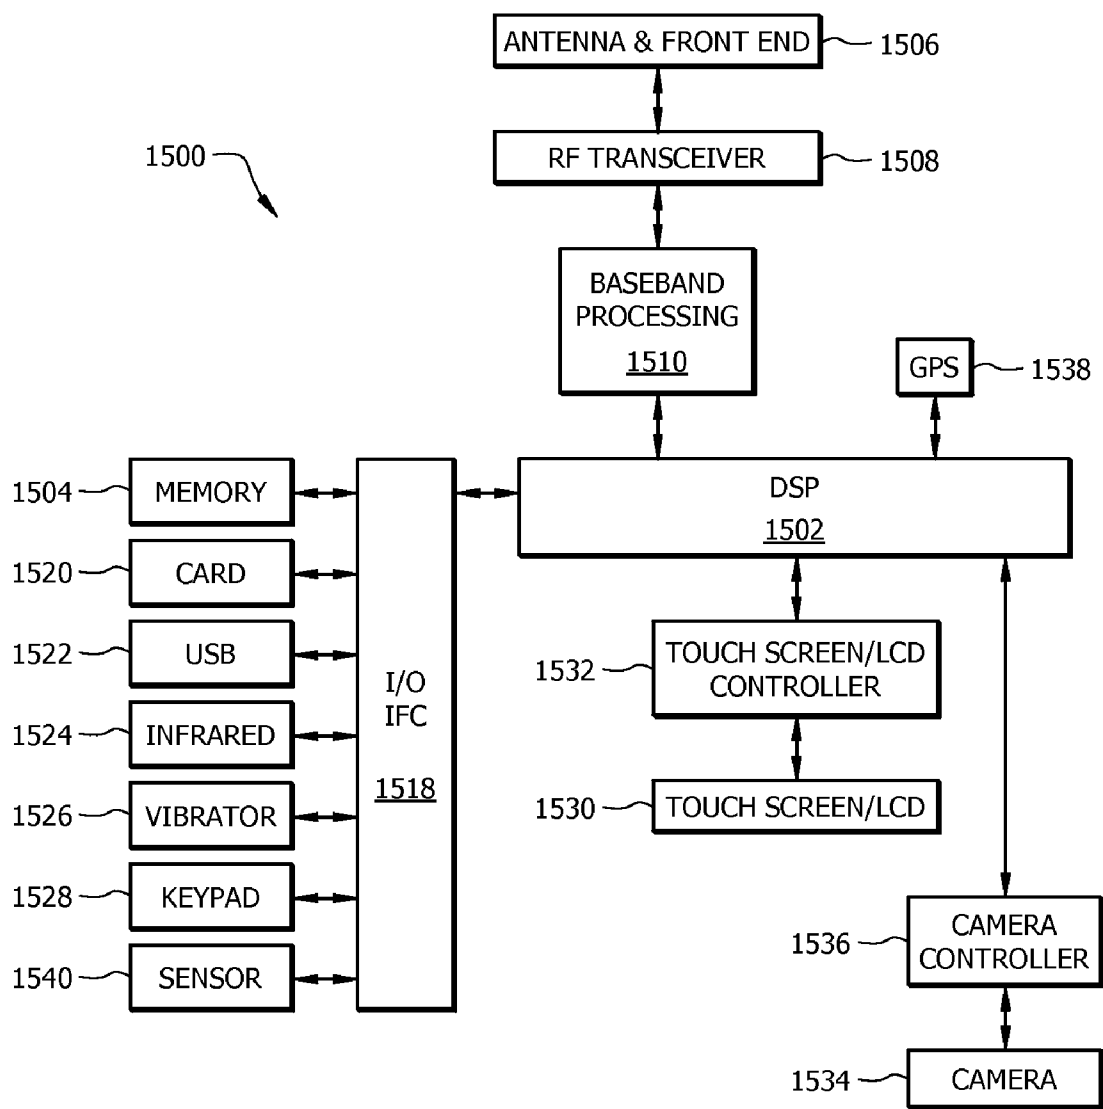 ANTENNA & FRONT END
1506
1500
RF TRANSCEIVER
1508
BASEBAND
PROCESSING
1510
GPS
1538
1504
MEMORY
DSP
1502
1520
CARD
1522
USB
I/O
IFC
1518
1532
TOUCH SCREEN/LCD
CONTROLLER
1524
INFRARED
1526
VIBRATOR
1530
TOUCH SCREEN/LCD
1528
KEYPAD
1536
CAMERA
CONTROLLER
1540
SENSOR
1534
CAMERA